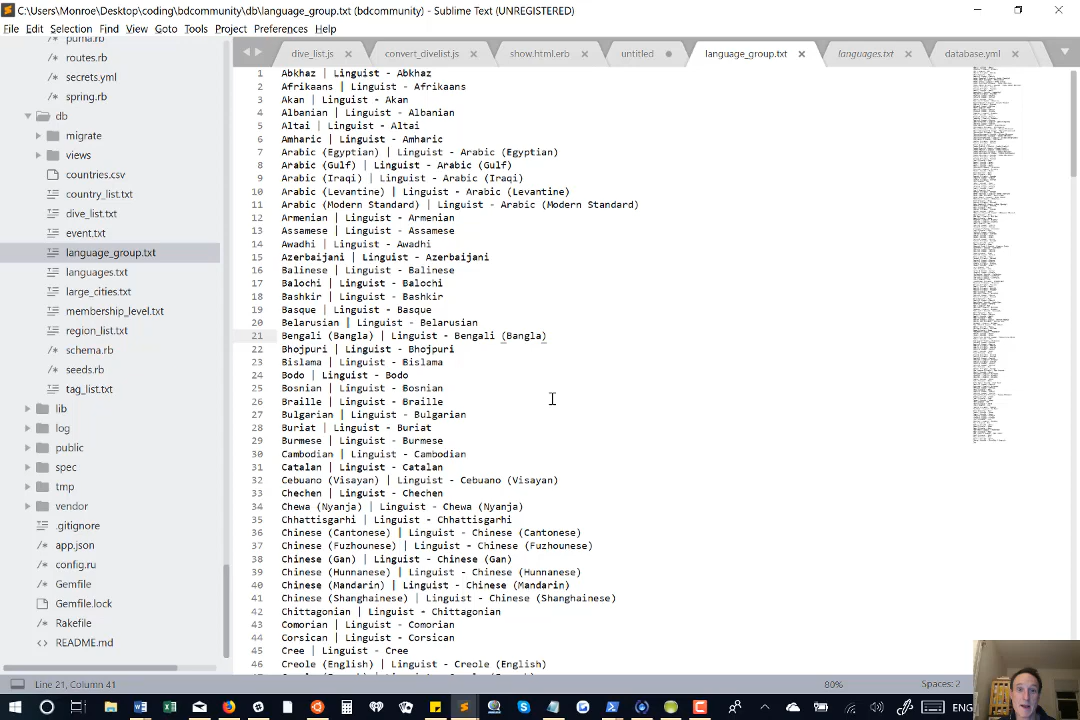 C:\Users\Monroe\Desktop\coding\bdcommunity\db\language_group.txt (bdcommunity) - Sublime Text (UNREGISTERED)
File Edit Selection Find View Goto Tools Project Preferences Help
dive_list.js convert_divelist.js show.html.erb untitled language_group.txt languages.txt database.yml
puma.rb
routes.rb
secrets.yml
spring.rb
db
migrate
views
countries.csv
country_list.txt
dive_list.txt
event.txt
language_group.txt
languages.txt
large_cities.txt
membership_level.txt
region_list.txt
schema.rb
seeds.rb
tag_list.txt
lib
log
public
spec
tmp
vendor
.gitignore
app.json
config.ru
Gemfile
Gemfile.lock
Rakefile
README.md
1 Abkhaz | Linguist - Abkhaz
2 Afrikaans | Linguist - Afrikaans
3 Akan | Linguist - Akan
4 Albanian | Linguist - Albanian
5 Altai | Linguist - Altai
6 Amharic | Linguist - Amharic
7 Arabic (Egyptian) | Linguist - Arabic (Egyptian)
8 Arabic (Gulf) | Linguist - Arabic (Gulf)
9 Arabic (Iraqi) | Linguist - Arabic (Iraqi)
10 Arabic (Levantine) | Linguist - Arabic (Levantine)
11 Arabic (Modern Standard) | Linguist - Arabic (Modern Standard)
12 Armenian | Linguist - Armenian
13 Assamese | Linguist - Assamese
14 Awadhi | Linguist - Awadhi
15 Azerbaijani | Linguist - Azerbaijani
16 Balinese | Linguist - Balinese
17 Balochi | Linguist - Balochi
18 Bashkir | Linguist - Bashkir
19 Basque | Linguist - Basque
20 Belarusian | Linguist - Belarusian
21 Bengali (Bangla) | Linguist - Bengali (Bangla)
22 Bhojpuri | Linguist - Bhojpuri
23 Bislama | Linguist - Bislama
24 Bodo | Linguist - Bodo
25 Bosnian | Linguist - Bosnian
26 Braille | Linguist - Braille
27 Bulgarian | Linguist - Bulgarian
28 Buriat | Linguist - Buriat
29 Burmese | Linguist - Burmese
30 Cambodian | Linguist - Cambodian
31 Catalan | Linguist - Catalan
32 Cebuano (Visayan) | Linguist - Cebuano (Visayan)
33 Chechen | Linguist - Chechen
34 Chewa (Nyanja) | Linguist - Chewa (Nyanja)
35 Chhattisgarhi | Linguist - Chhattisgarhi
36 Chinese (Cantonese) | Linguist - Chinese (Cantonese)
37 Chinese (Fuzhounese) | Linguist - Chinese (Fuzhounese)
38 Chinese (Gan) | Linguist - Chinese (Gan)
39 Chinese (Hunnanese) | Linguist - Chinese (Hunnanese)
40 Chinese (Mandarin) | Linguist - Chinese (Mandarin)
41 Chinese (Shanghainese) | Linguist - Chinese (Shanghainese)
42 Chittagonian | Linguist - Chittagonian
43 Comorian | Linguist - Comorian
44 Corsican | Linguist - Corsican
45 Cree | Linguist - Cree
46 Creole (English) | Linguist - Creole (English)
Line 21, Column 41 80% Spaces: 2
ENG